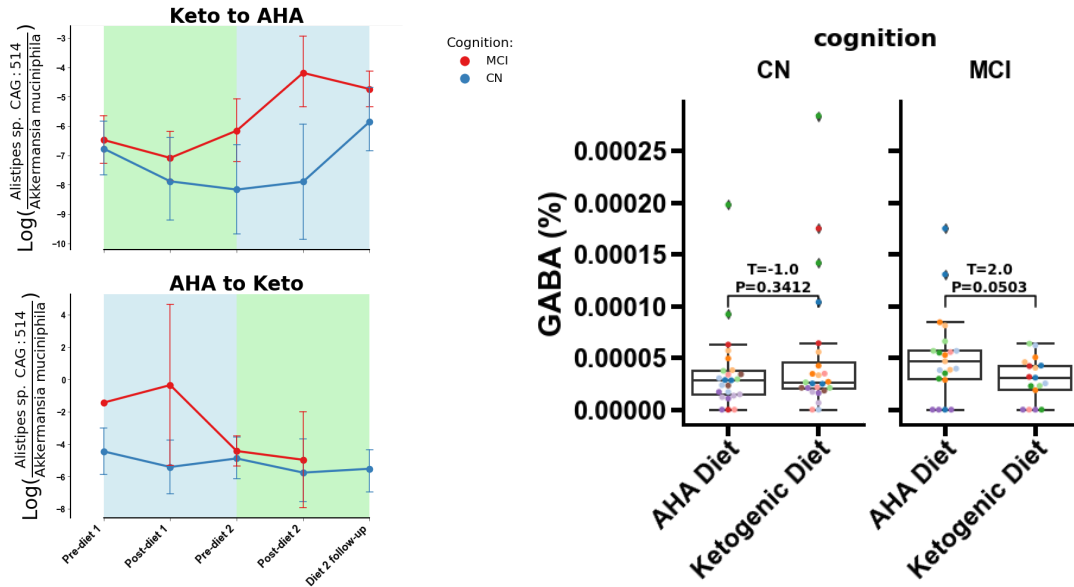 Keto to AHA
Log(Alistipes sp. CAG : 514 / Akkermansia muciniphila)
−3
−4
−5
−6
−7
−8
−9
−10
Cognition:
MCI
CN
AHA to Keto
Log(Alistipes sp. CAG : 514 / Akkermansia muciniphila)
4
2
0
−2
−4
−6
−8
Pre-diet 1
Post-diet 1
Pre-diet 2
Post-diet 2
Diet 2 follow-up
cognition
CN
MCI
GABA (%)
0.00025
0.00020
0.00015
0.00010
0.00005
0.00000
T=-1.0
P=0.3412
T=2.0
P=0.0503
AHA Diet
Ketogenic Diet
AHA Diet
Ketogenic Diet